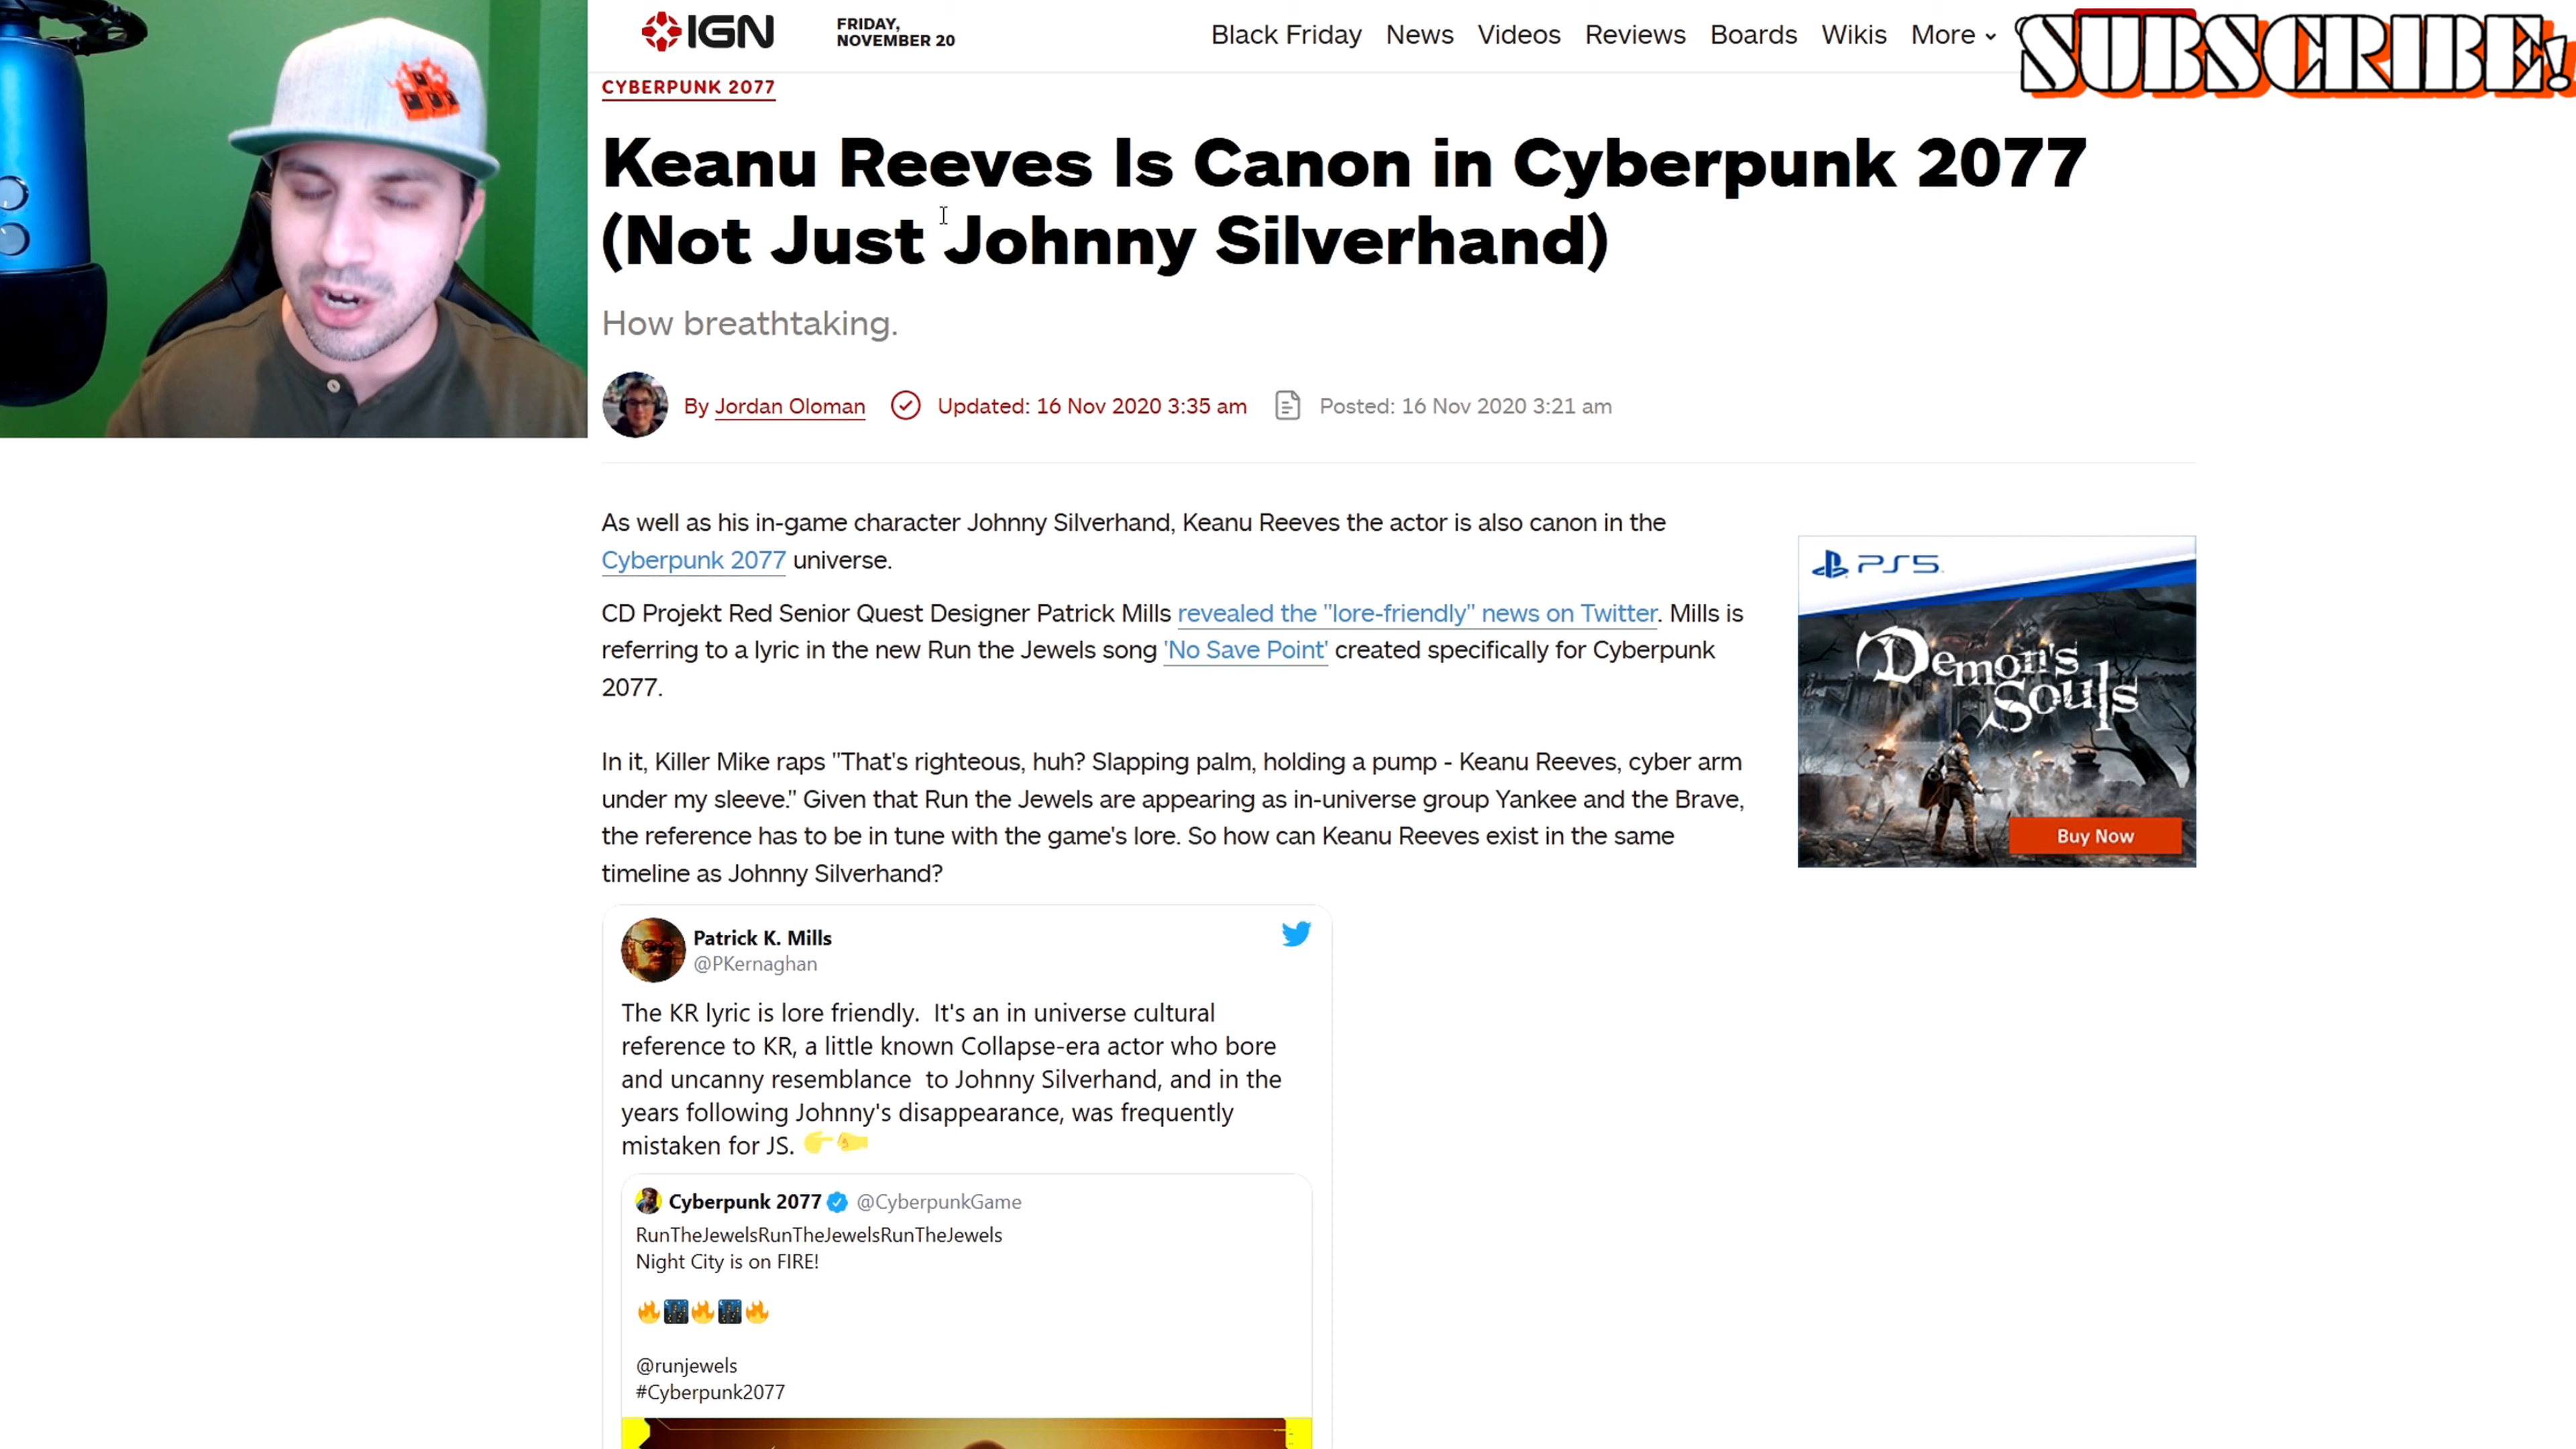 IGN
FRIDAY,
NOVEMBER 20
Black Friday News Videos Reviews Boards Wikis More
SUBSCRIBE!
CYBERPUNK 2077
Keanu Reeves Is Canon in Cyberpunk 2077
(Not Just Johnny Silverhand)
How breathtaking.
By Jordan Oloman Updated: 16 Nov 2020 3:35 am Posted: 16 Nov 2020 3:21 am
As well as his in-game character Johnny Silverhand, Keanu Reeves the actor is also canon in the
Cyberpunk 2077 universe.
CD Projekt Red Senior Quest Designer Patrick Mills revealed the "lore-friendly" news on Twitter. Mills is
referring to a lyric in the new Run the Jewels song 'No Save Point' created specifically for Cyberpunk
2077.
In it, Killer Mike raps "That's righteous, huh? Slapping palm, holding a pump - Keanu Reeves, cyber arm
under my sleeve." Given that Run the Jewels are appearing as in-universe group Yankee and the Brave,
the reference has to be in tune with the game's lore. So how can Keanu Reeves exist in the same
timeline as Johnny Silverhand?
PS5
Demon's
Souls
Buy Now
Patrick K. Mills
@PKernaghan
The KR lyric is lore friendly. It's an in universe cultural
reference to KR, a little known Collapse-era actor who bore
and uncanny resemblance to Johnny Silverhand, and in the
years following Johnny's disappearance, was frequently
mistaken for JS. 👉🤛
Cyberpunk 2077 @CyberpunkGame
RunTheJewelsRunTheJewelsRunTheJewels
Night City is on FIRE!
🔥🌃🔥🌃🔥
@runjewels
#Cyberpunk2077